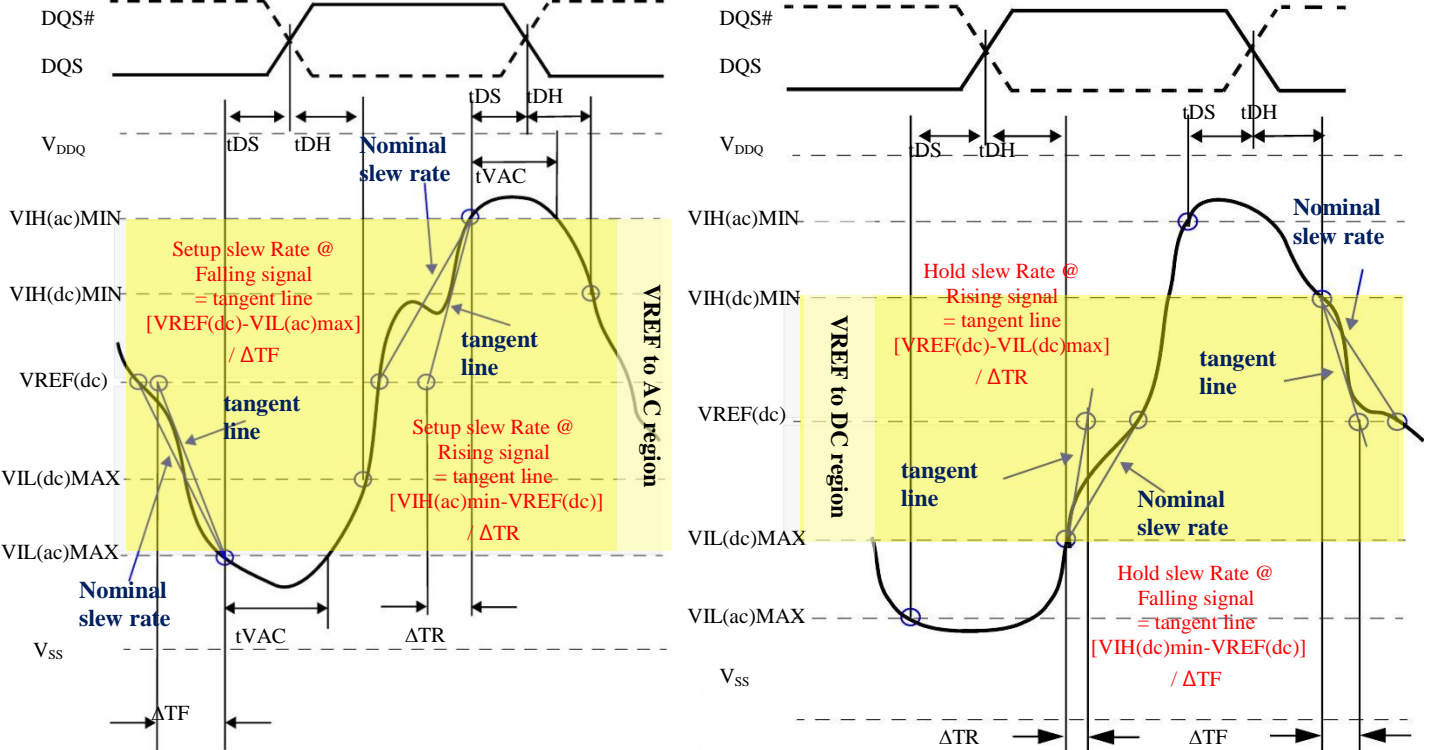 DQS#
DQS
tDS
tDH
VDDQ
tDS
tDH
Nominal
slew rate
tVAC
VIH(ac)MIN
Setup slew Rate @
Falling signal
= tangent line
[VREF(dc)-VIL(ac)max]
/ ΔTF
VIH(dc)MIN
tangent
line
VREF to AC region
VREF(dc)
tangent
line
Setup slew Rate @
Rising signal
= tangent line
[VIH(ac)min-VREF(dc)]
/ ΔTR
VIL(dc)MAX
VIL(ac)MAX
Nominal
slew rate
tVAC
ΔTR
VSS
ΔTF
DQS#
DQS
tDS
tDH
VDDQ
tDS
tDH
VIH(ac)MIN
Nominal
slew rate
Hold slew Rate @
Rising signal
= tangent line
[VREF(dc)-VIL(dc)max]
/ ΔTR
VIH(dc)MIN
VREF to DC region
tangent
line
VREF(dc)
tangent
line
Nominal
slew rate
VIL(dc)MAX
Hold slew Rate @
Falling signal
= tangent line
[VIH(dc)min-VREF(dc)]
/ ΔTF
VIL(ac)MAX
VSS
ΔTR
ΔTF